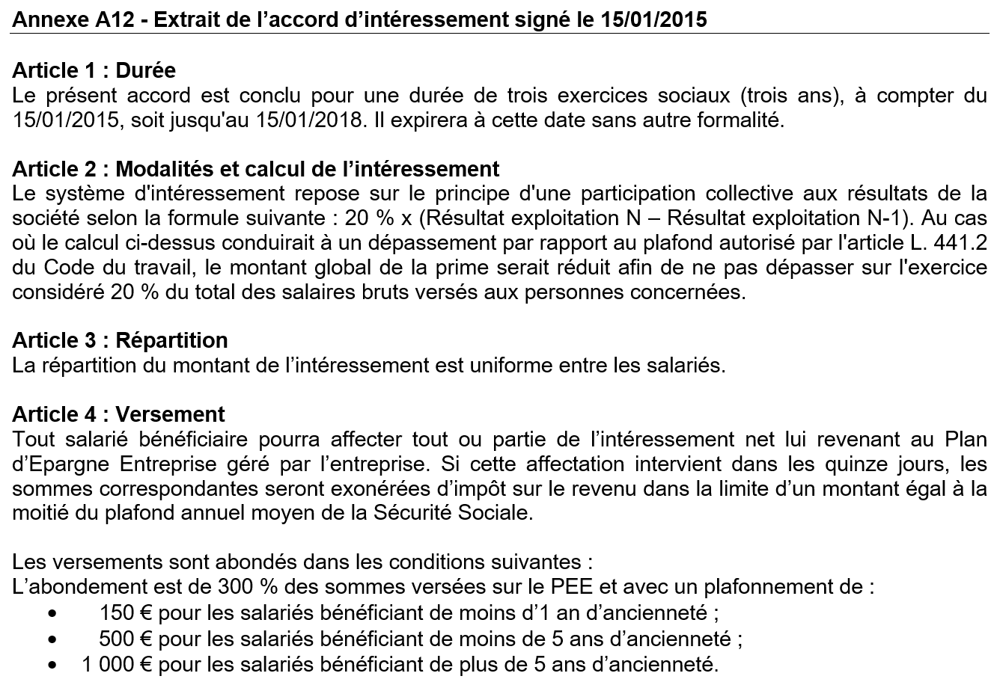 Annexe A12 - Extrait de l’accord d’intéressement signé le 15/01/2015
Article 1 : Durée
Le présent accord est conclu pour une durée de trois exercices sociaux (trois ans), à compter du
15/01/2015, soit jusqu'au 15/01/2018. Il expirera à cette date sans autre formalité.
Article 2 : Modalités et calcul de l’intéressement
Le système d'intéressement repose sur le principe d'une participation collective aux résultats de la
société selon la formule suivante : 20 % x (Résultat exploitation N – Résultat exploitation N-1). Au cas
où le calcul ci-dessus conduirait à un dépassement par rapport au plafond autorisé par l'article L. 441.2
du Code du travail, le montant global de la prime serait réduit afin de ne pas dépasser sur l'exercice
considéré 20 % du total des salaires bruts versés aux personnes concernées.
Article 3 : Répartition
La répartition du montant de l’intéressement est uniforme entre les salariés.
Article 4 : Versement
Tout salarié bénéficiaire pourra affecter tout ou partie de l’intéressement net lui revenant au Plan
d’Epargne Entreprise géré par l’entreprise. Si cette affectation intervient dans les quinze jours, les
sommes correspondantes seront exonérées d’impôt sur le revenu dans la limite d’un montant égal à la
moitié du plafond annuel moyen de la Sécurité Sociale.
Les versements sont abondés dans les conditions suivantes :
L’abondement est de 300 % des sommes versées sur le PEE et avec un plafonnement de :
• 150 € pour les salariés bénéficiant de moins d’1 an d’ancienneté ;
• 500 € pour les salariés bénéficiant de moins de 5 ans d’ancienneté ;
• 1 000 € pour les salariés bénéficiant de plus de 5 ans d’ancienneté.